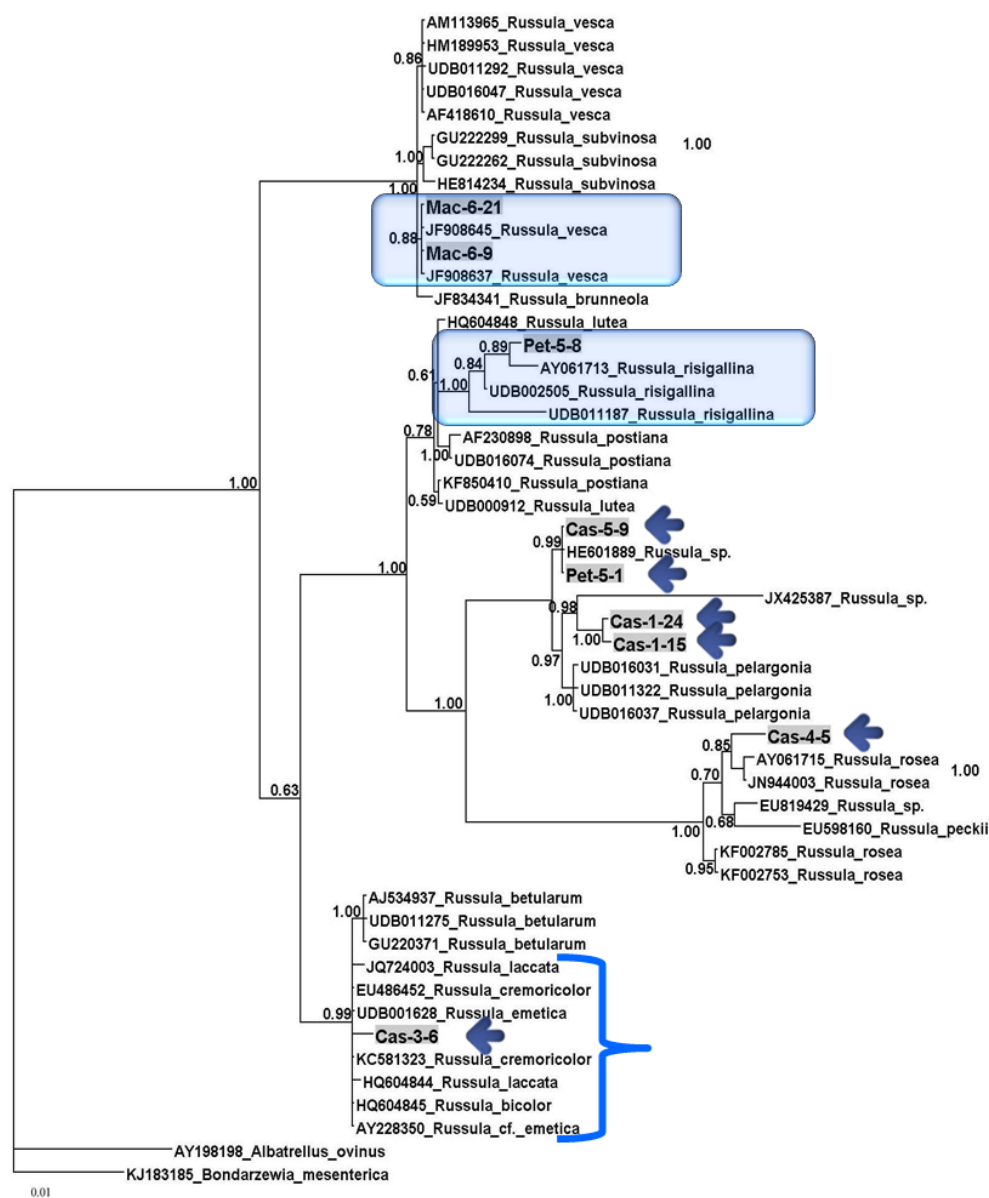 AM113965_Russula_vesca
HM189953_Russula_vesca
0.86
UDB011292_Russula_vesca
UDB016047_Russula_vesca
AF418610_Russula_vesca
GU222299_Russula_subvinosa
1.00
1.00
GU222262_Russula_subvinosa
HE814234_Russula_subvinosa
1.00
Mac-6-21
JF908645_Russula_vesca
0.88
Mac-6-9
JF908637_Russula_vesca
JF834341_Russula_brunneola
HQ604848_Russula_lutea
0.89
Pet-5-8
0.84
AY061713_Russula_risigallina
0.61
1.00
UDB002505_Russula_risigallina
UDB011187_Russula_risigallina
0.78
AF230898_Russula_postiana
1.00
UDB016074_Russula_postiana
1.00
KF850410_Russula_postiana
0.59
UDB000912_Russula_lutea
Cas-5-9
0.99
HE601889_Russula_sp.
1.00
Pet-5-1
JX425387_Russula_sp.
0.98
Cas-1-24
1.00
Cas-1-15
0.97
UDB016031_Russula_pelargonia
UDB011322_Russula_pelargonia
1.00
1.00
UDB016037_Russula_pelargonia
Cas-4-5
0.85
AY061715_Russula_rosea
1.00
0.70
JN944003_Russula_rosea
0.63
EU819429_Russula_sp.
0.68
1.00
EU598160_Russula_peckii
KF002785_Russula_rosea
0.95
KF002753_Russula_rosea
AJ534937_Russula_betularum
1.00
UDB011275_Russula_betularum
GU220371_Russula_betularum
JQ724003_Russula_laccata
EU486452_Russula_cremoricolor
0.99
UDB001628_Russula_emetica
Cas-3-6
KC581323_Russula_cremoricolor
HQ604844_Russula_laccata
HQ604845_Russula_bicolor
AY228350_Russula_cf._emetica
AY198198_Albatrellus_ovinus
KJ183185_Bondarzewia_mesenterica
0.01